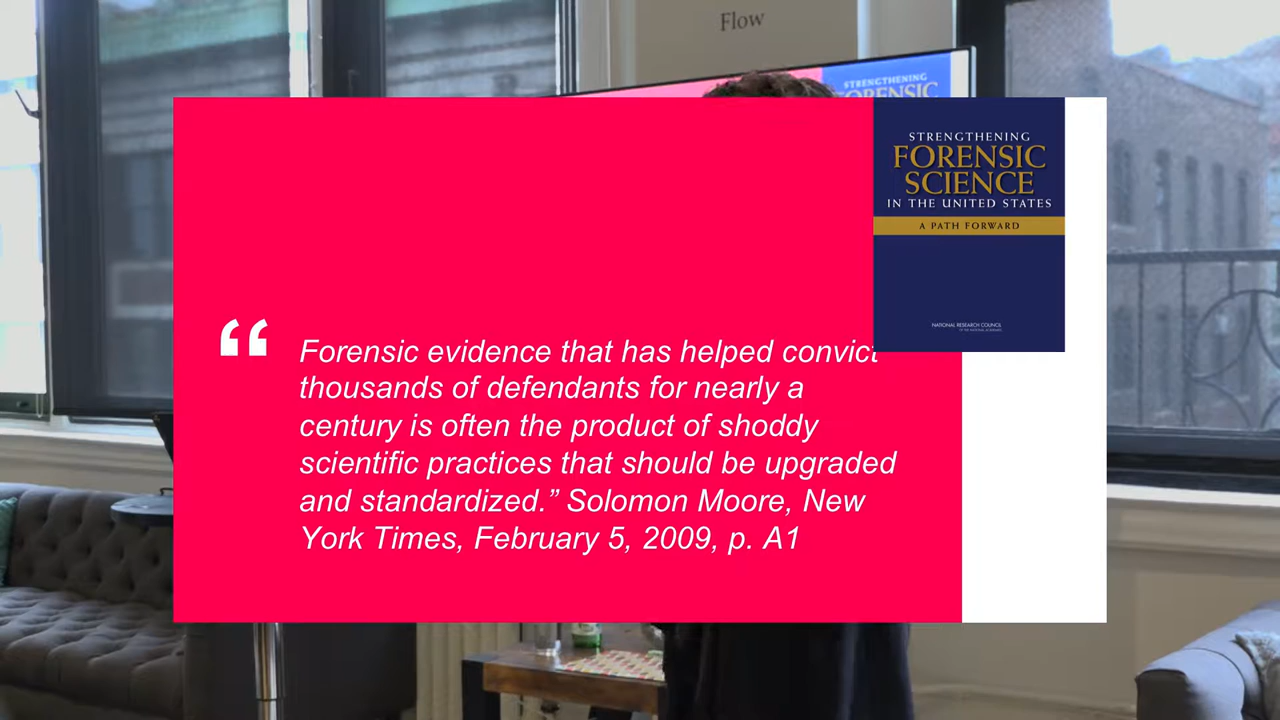 Flow
STRENGTHENING
FORENSIC
STRENGTHENING
FORENSIC
SCIENCE
IN THE UNITED STATES
A PATH FORWARD
NATIONAL RESEARCH COUNCIL
“
Forensic evidence that has helped convict
thousands of defendants for nearly a
century is often the product of shoddy
scientific practices that should be upgraded
and standardized.” Solomon Moore, New
York Times, February 5, 2009, p. A1